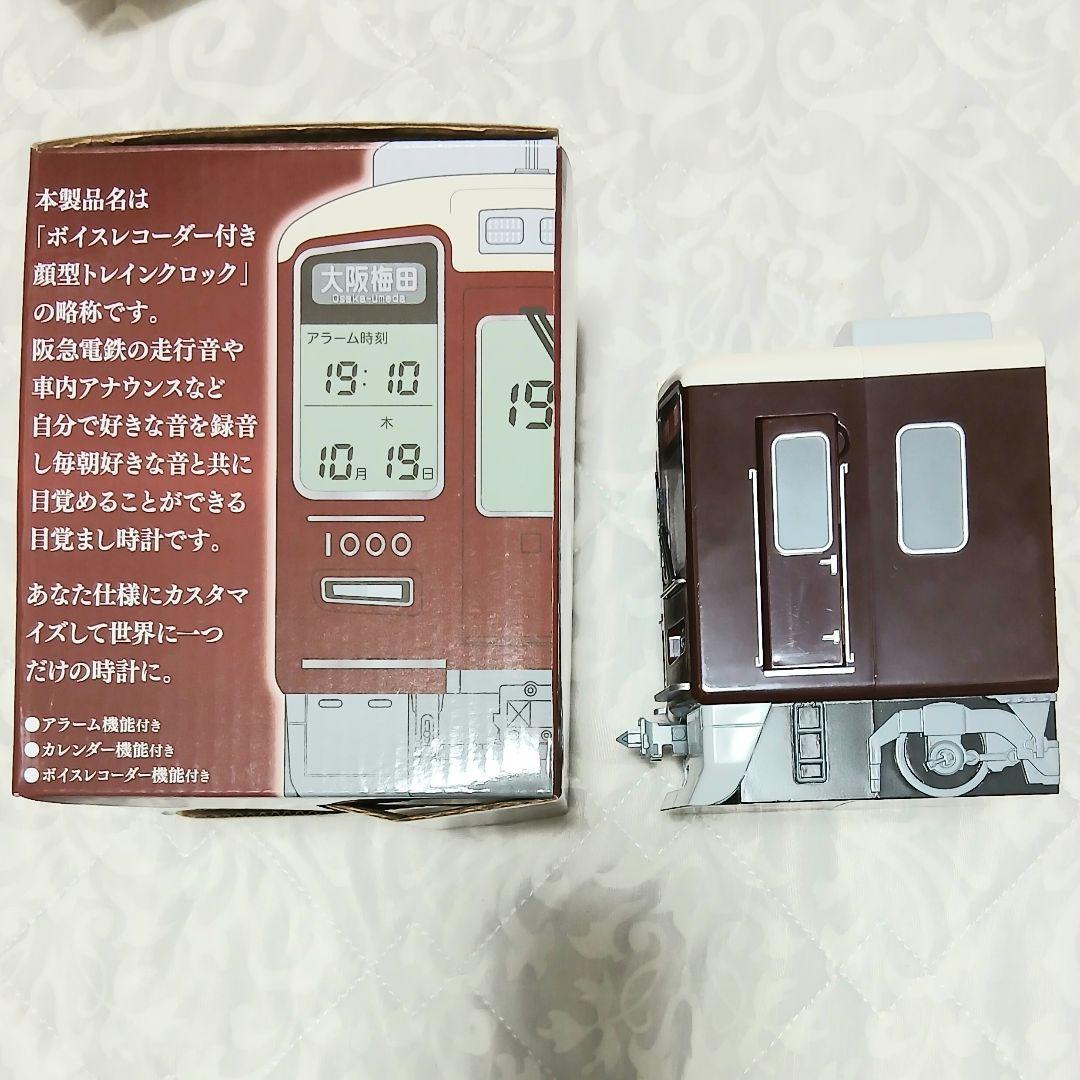 本製品名は
「ボイスレコーダー付き
顔型トレインクロック」
の略称です。
阪急電鉄の走行音や
車内アナウンスなど
自分で好きな音を録音
し毎朝好きな音と共に
目覚めることができる
目覚まし時計です。
あなた仕様にカスタマ
イズして世界に一つ
だけの時計に。
●アラーム機能付き
●カレンダー機能付き
●ボイスレコーダー機能付き
大阪梅田
Osaka-umeda
アラーム時刻
19:10
木
10月19日
19
1000